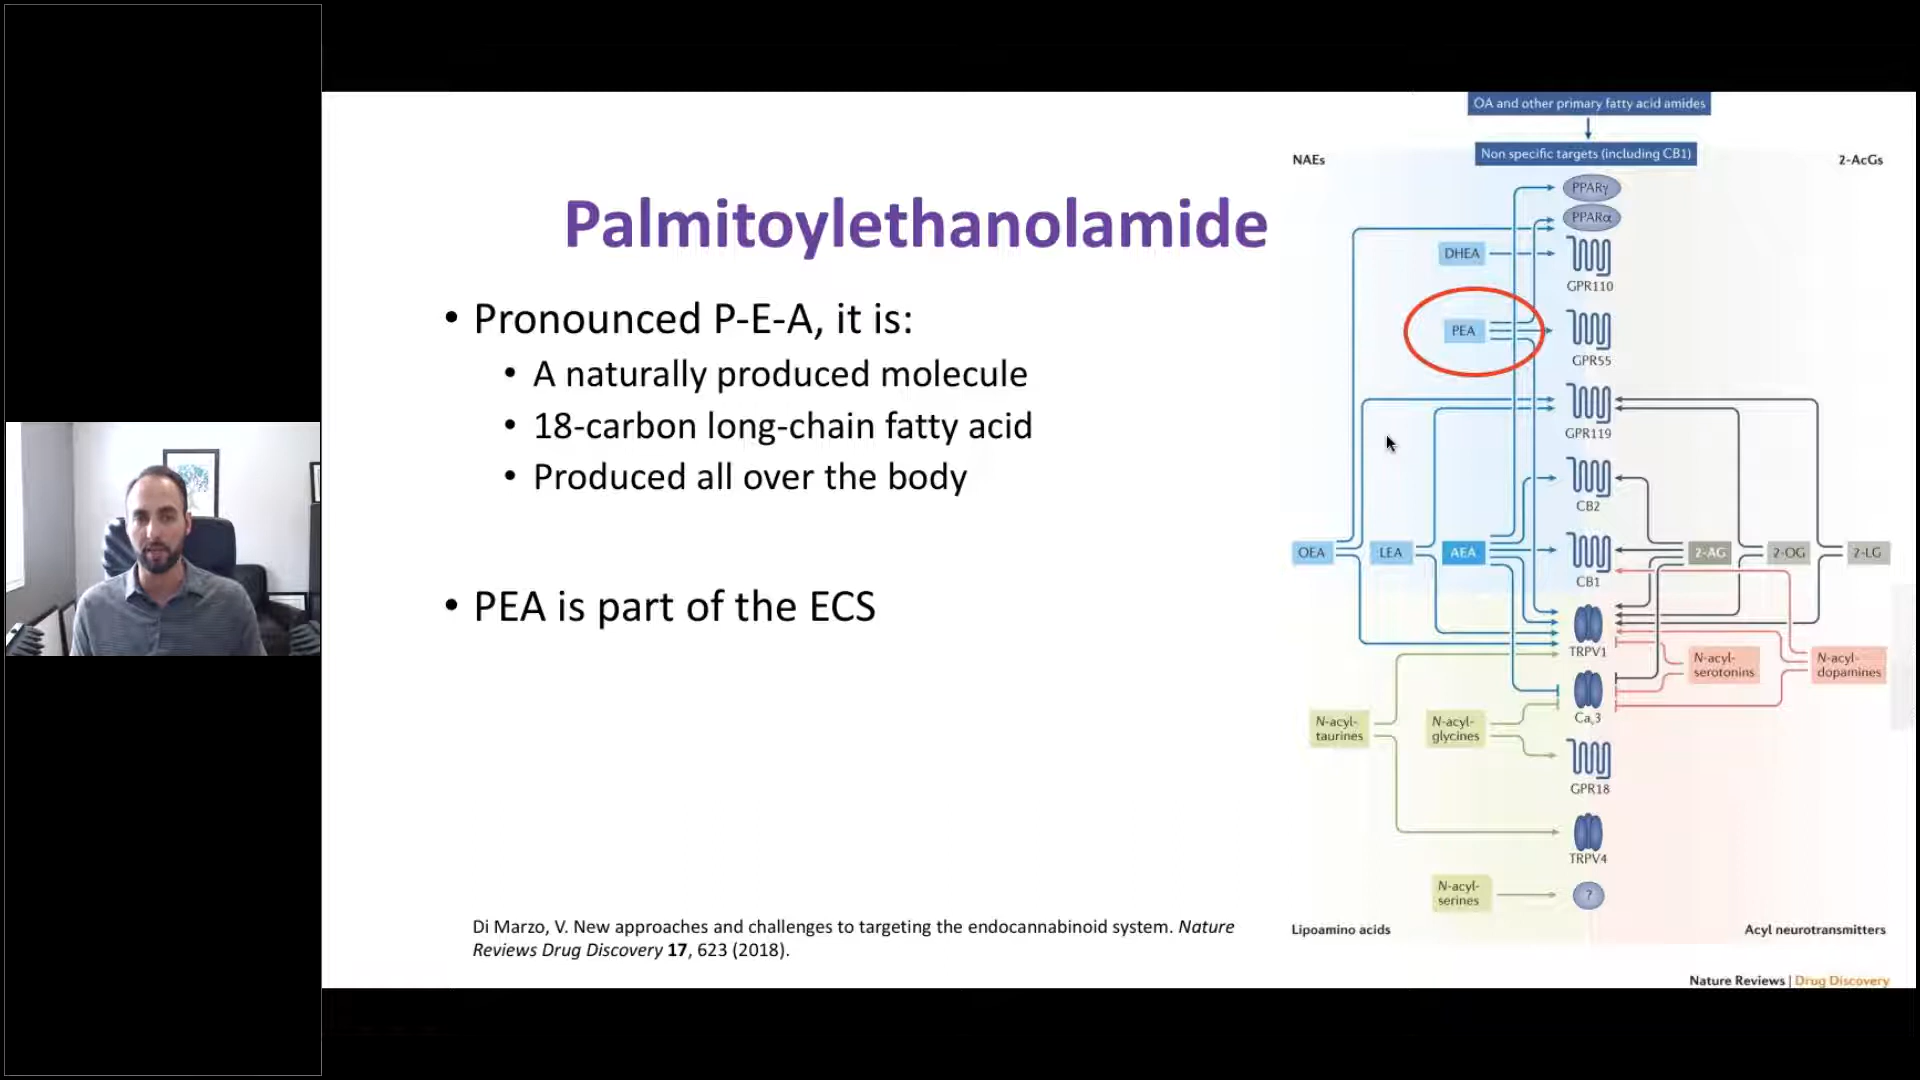 Palmitoylethanolamide
• Pronounced P-E-A, it is:
• A naturally produced molecule
• 18-carbon long-chain fatty acid
• Produced all over the body
• PEA is part of the ECS
Di Marzo, V. New approaches and challenges to targeting the endocannabinoid system. Nature
Reviews Drug Discovery 17, 623 (2018).
OA and other primary fatty acid amides
Non specific targets (including CB1)
NAEs
2-AcGs
PPARγ
PPARα
DHEA
GPR110
PEA
GPR55
GPR119
CB2
OEA
LEA
AEA
2-AG
2-OG
2-LG
CB1
TRPV1
N-acyl-
serotonins
N-acyl-
dopamines
Caᵥ3
N-acyl-
taurines
N-acyl-
glycines
GPR18
TRPV4
N-acyl-
serines
?
Lipoamino acids
Acyl neurotransmitters
Nature Reviews | Drug Discovery